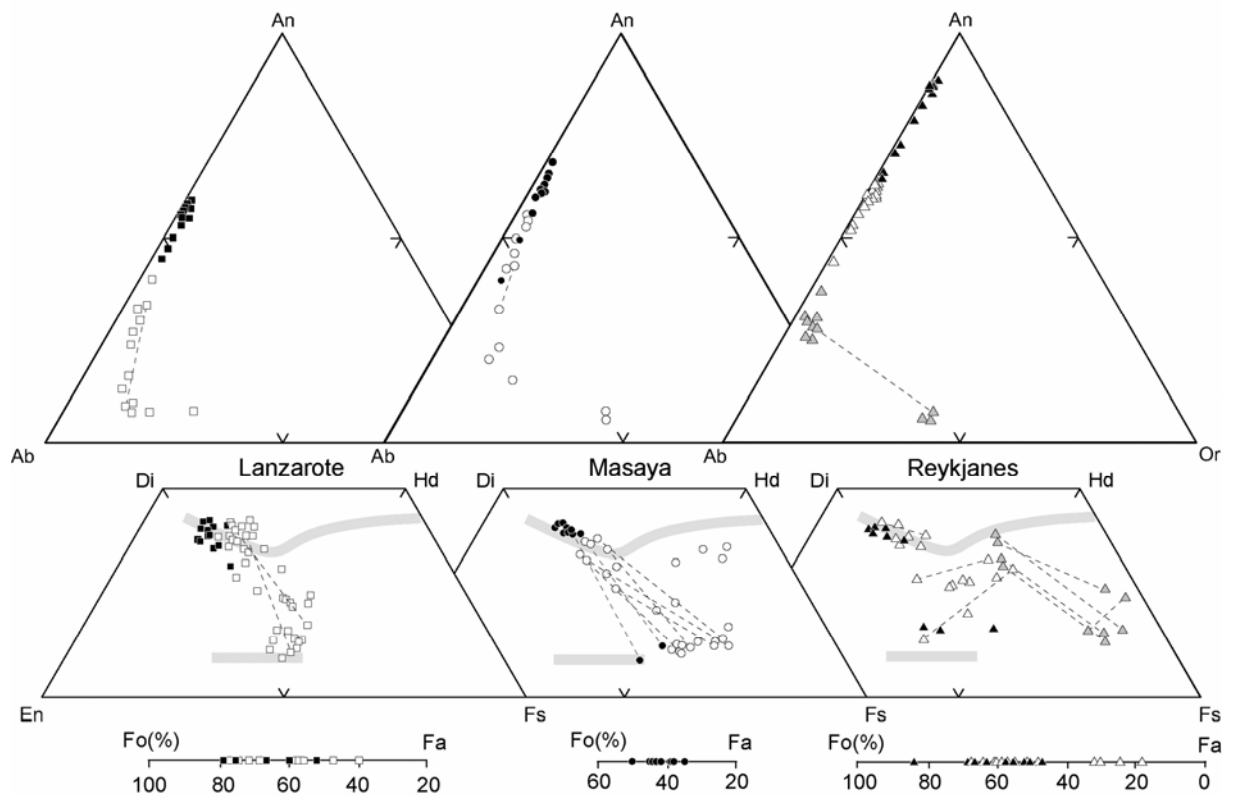 An An An
Ab Ab Ab Or
Lanzarote Masaya Reykjanes
Di Hd Di Hd Di Hd
En Fs Fs Fs
Fo(%) Fa Fo(%) Fa Fo(%) Fa
100 80 60 40 20 60 40 20 100 80 60 40 20 0